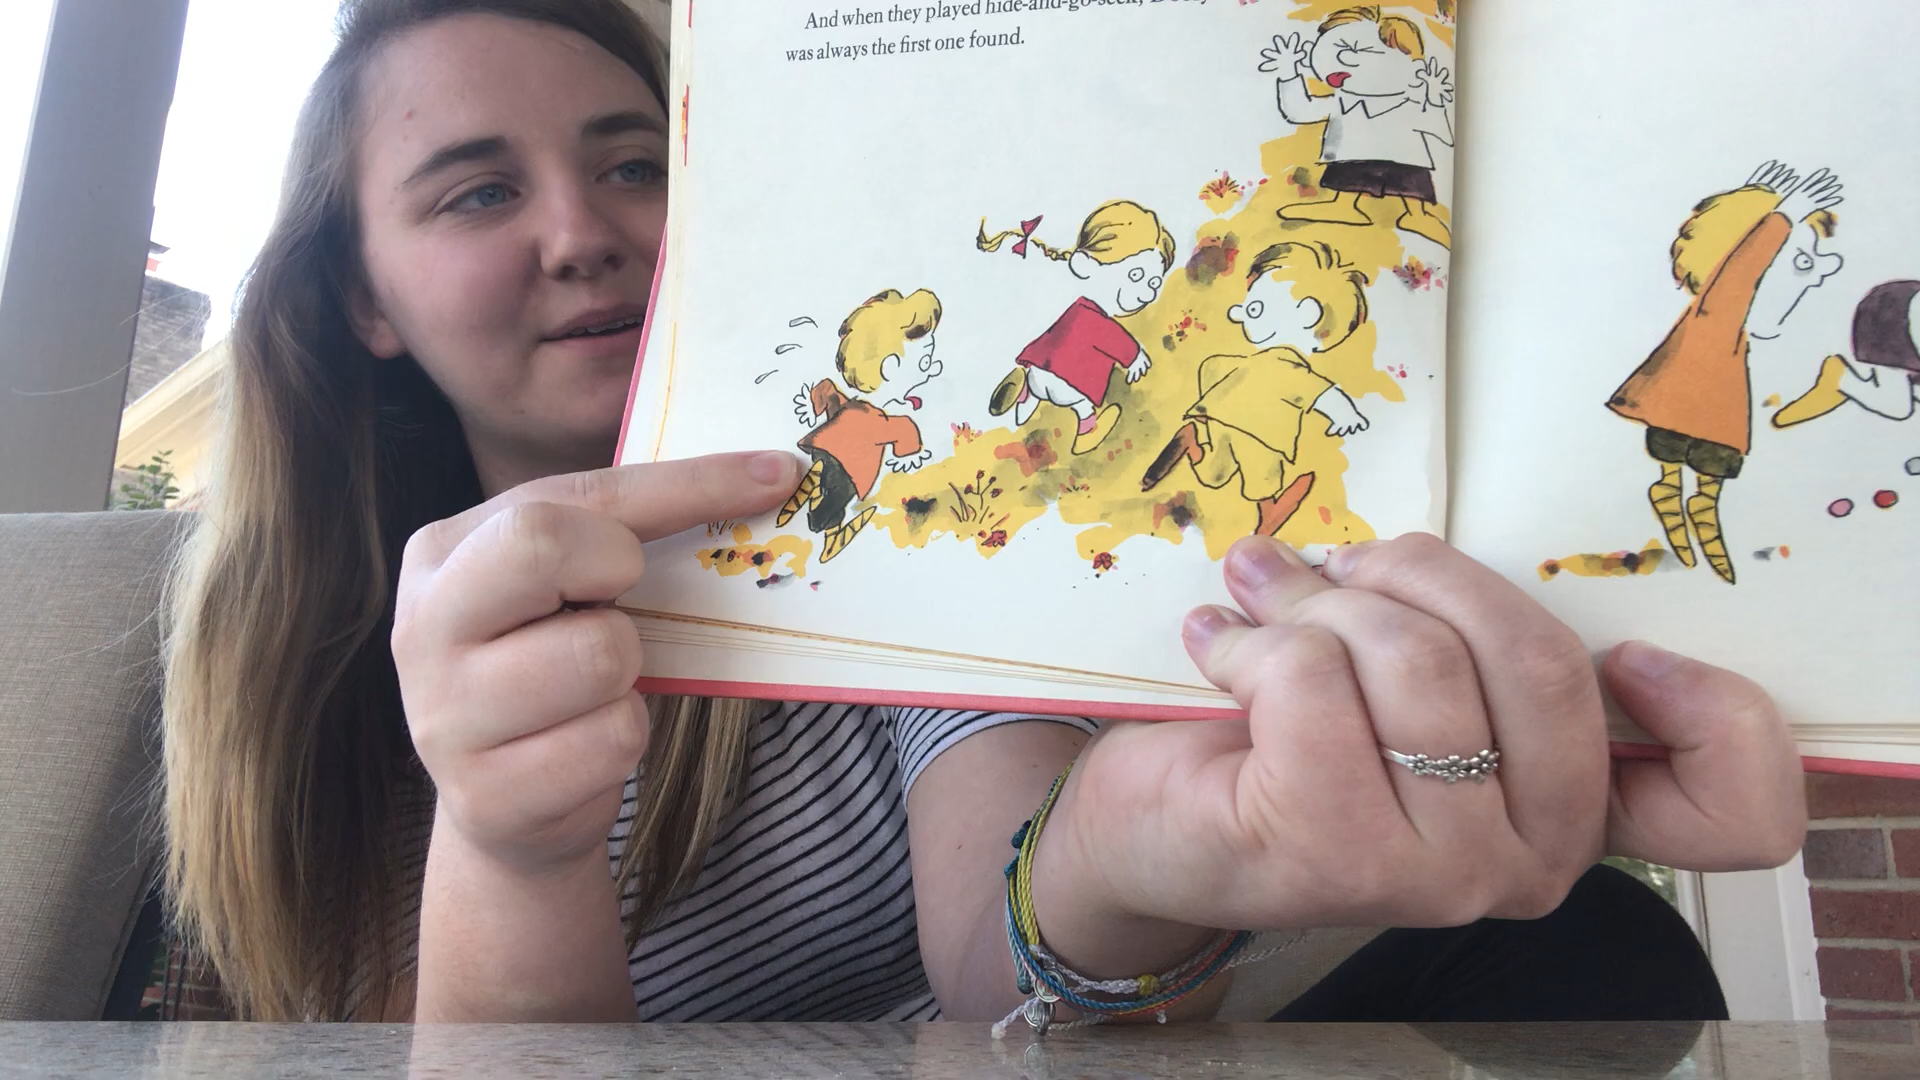 And when they played hide-and-go-seek,
was always the first one found.